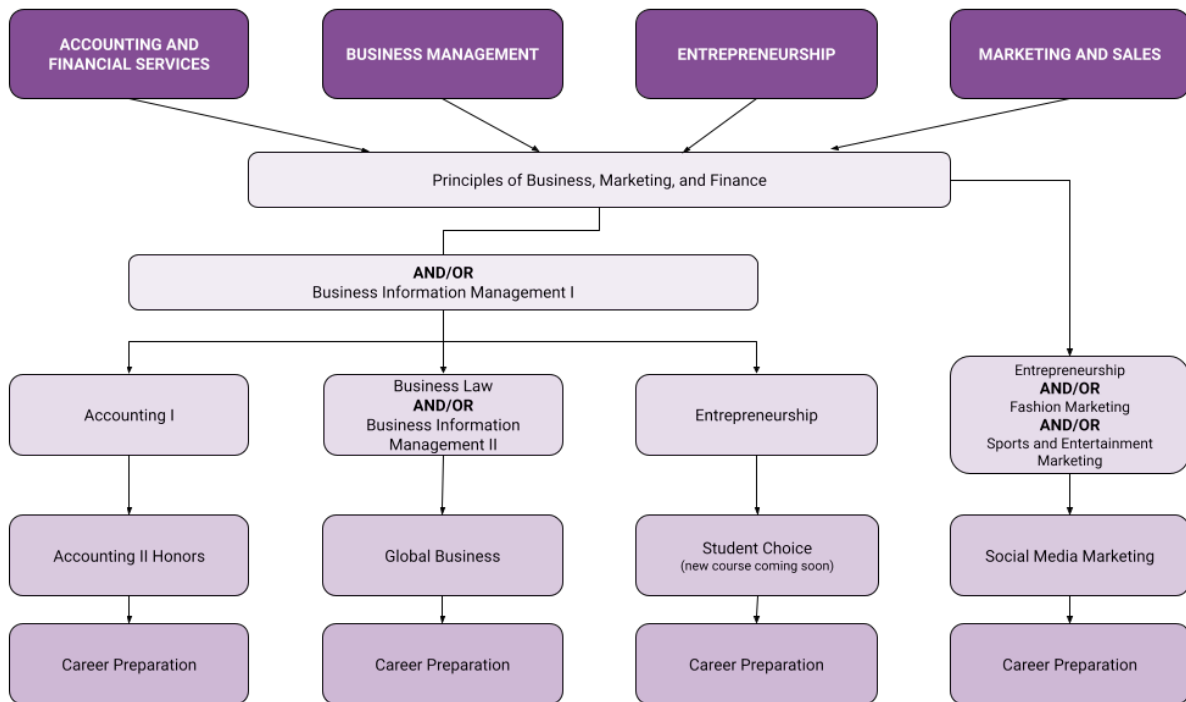 ACCOUNTING AND
FINANCIAL SERVICES
BUSINESS MANAGEMENT
ENTREPRENEURSHIP
MARKETING AND SALES
Principles of Business, Marketing, and Finance
AND/OR
Business Information Management I
Accounting I
Business Law
AND/OR
Business Information
Management II
Entrepreneurship
Entrepreneurship
AND/OR
Fashion Marketing
AND/OR
Sports and Entertainment
Marketing
Accounting II Honors
Global Business
Student Choice
(new course coming soon)
Social Media Marketing
Career Preparation
Career Preparation
Career Preparation
Career Preparation